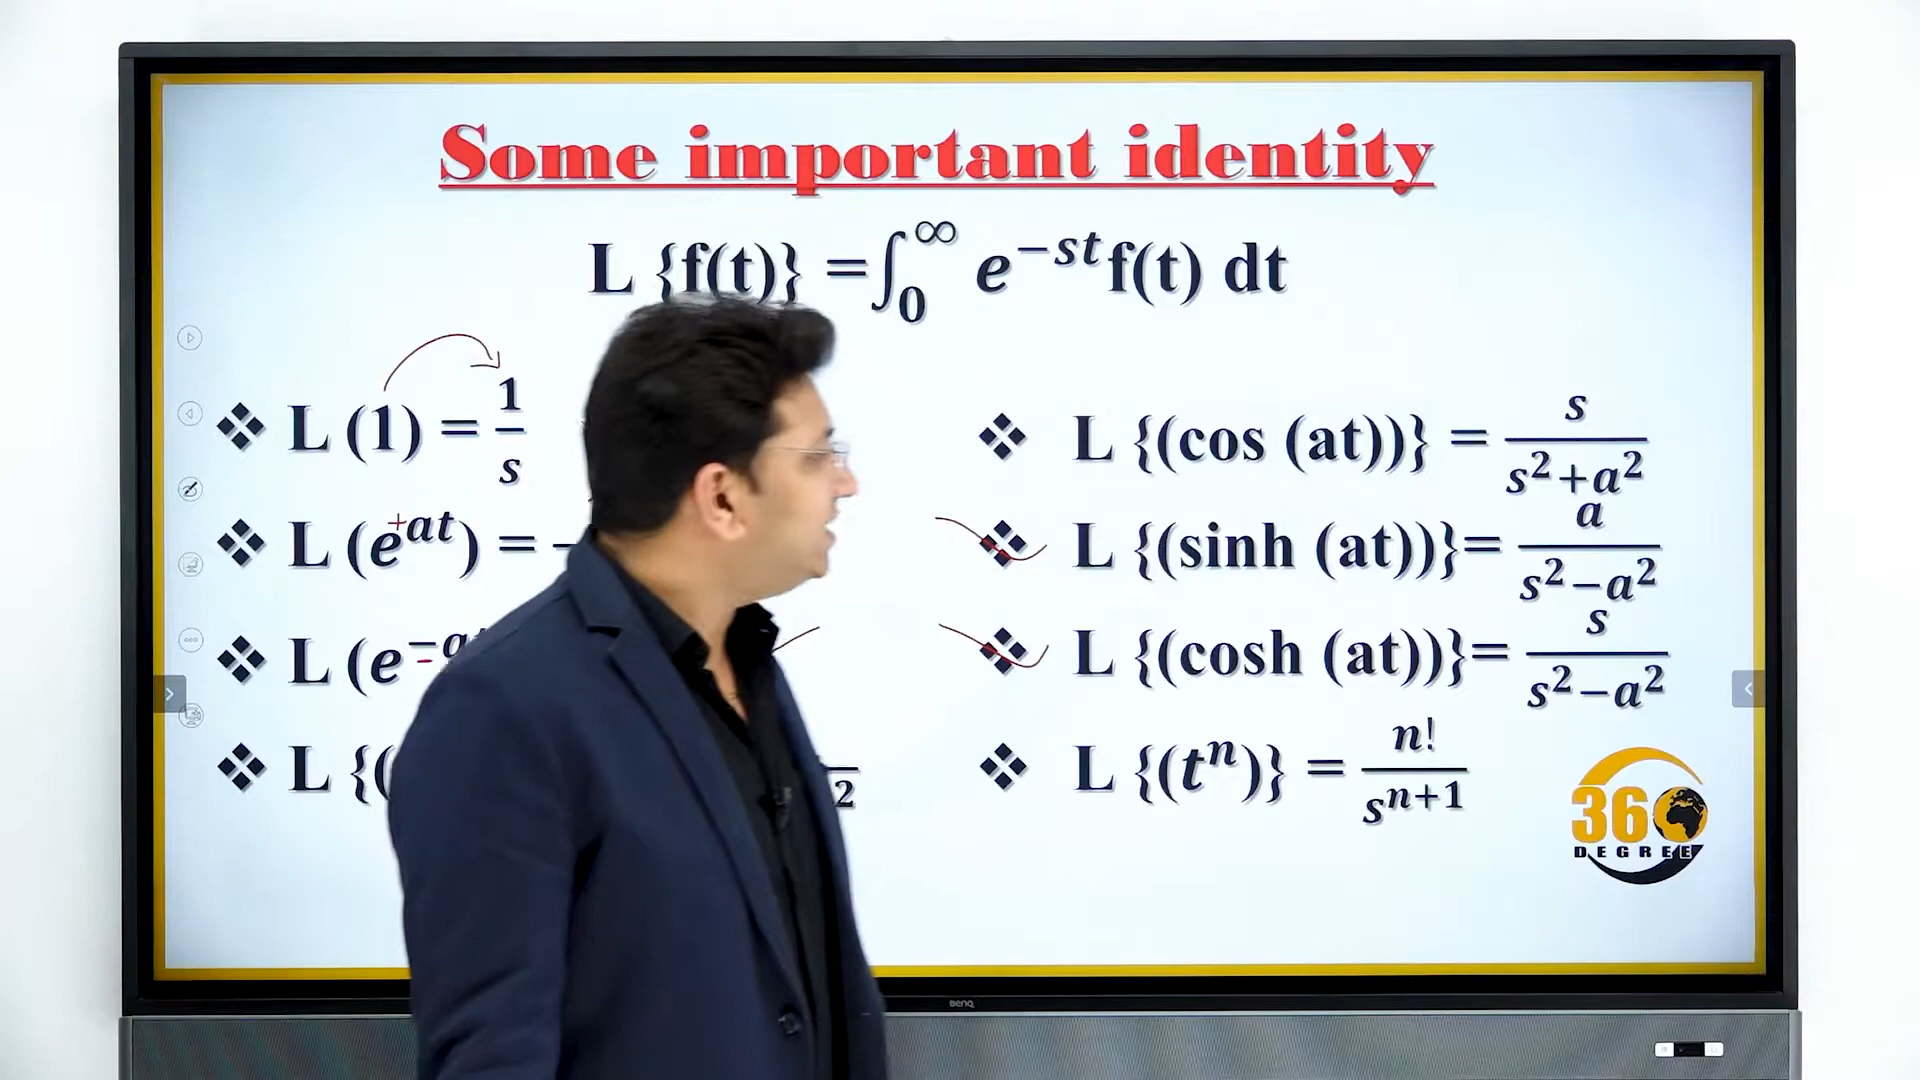 Some important identity
L {f(t)} = ∫₀^∞ e^{−st} f(t) dt
❖ L (1) = 1/s
❖ L (e^{at}) =
❖ L (e^{−at}
❖ L {(
2
❖ L {(cos (at))} = s/(s²+a²)
❖ L {(sinh (at))}= a/(s²−a²)
❖ L {(cosh (at))}= s/(s²−a²)
❖ L {(tⁿ)} = n!/s^{n+1}
360
DEGREE
BenQ